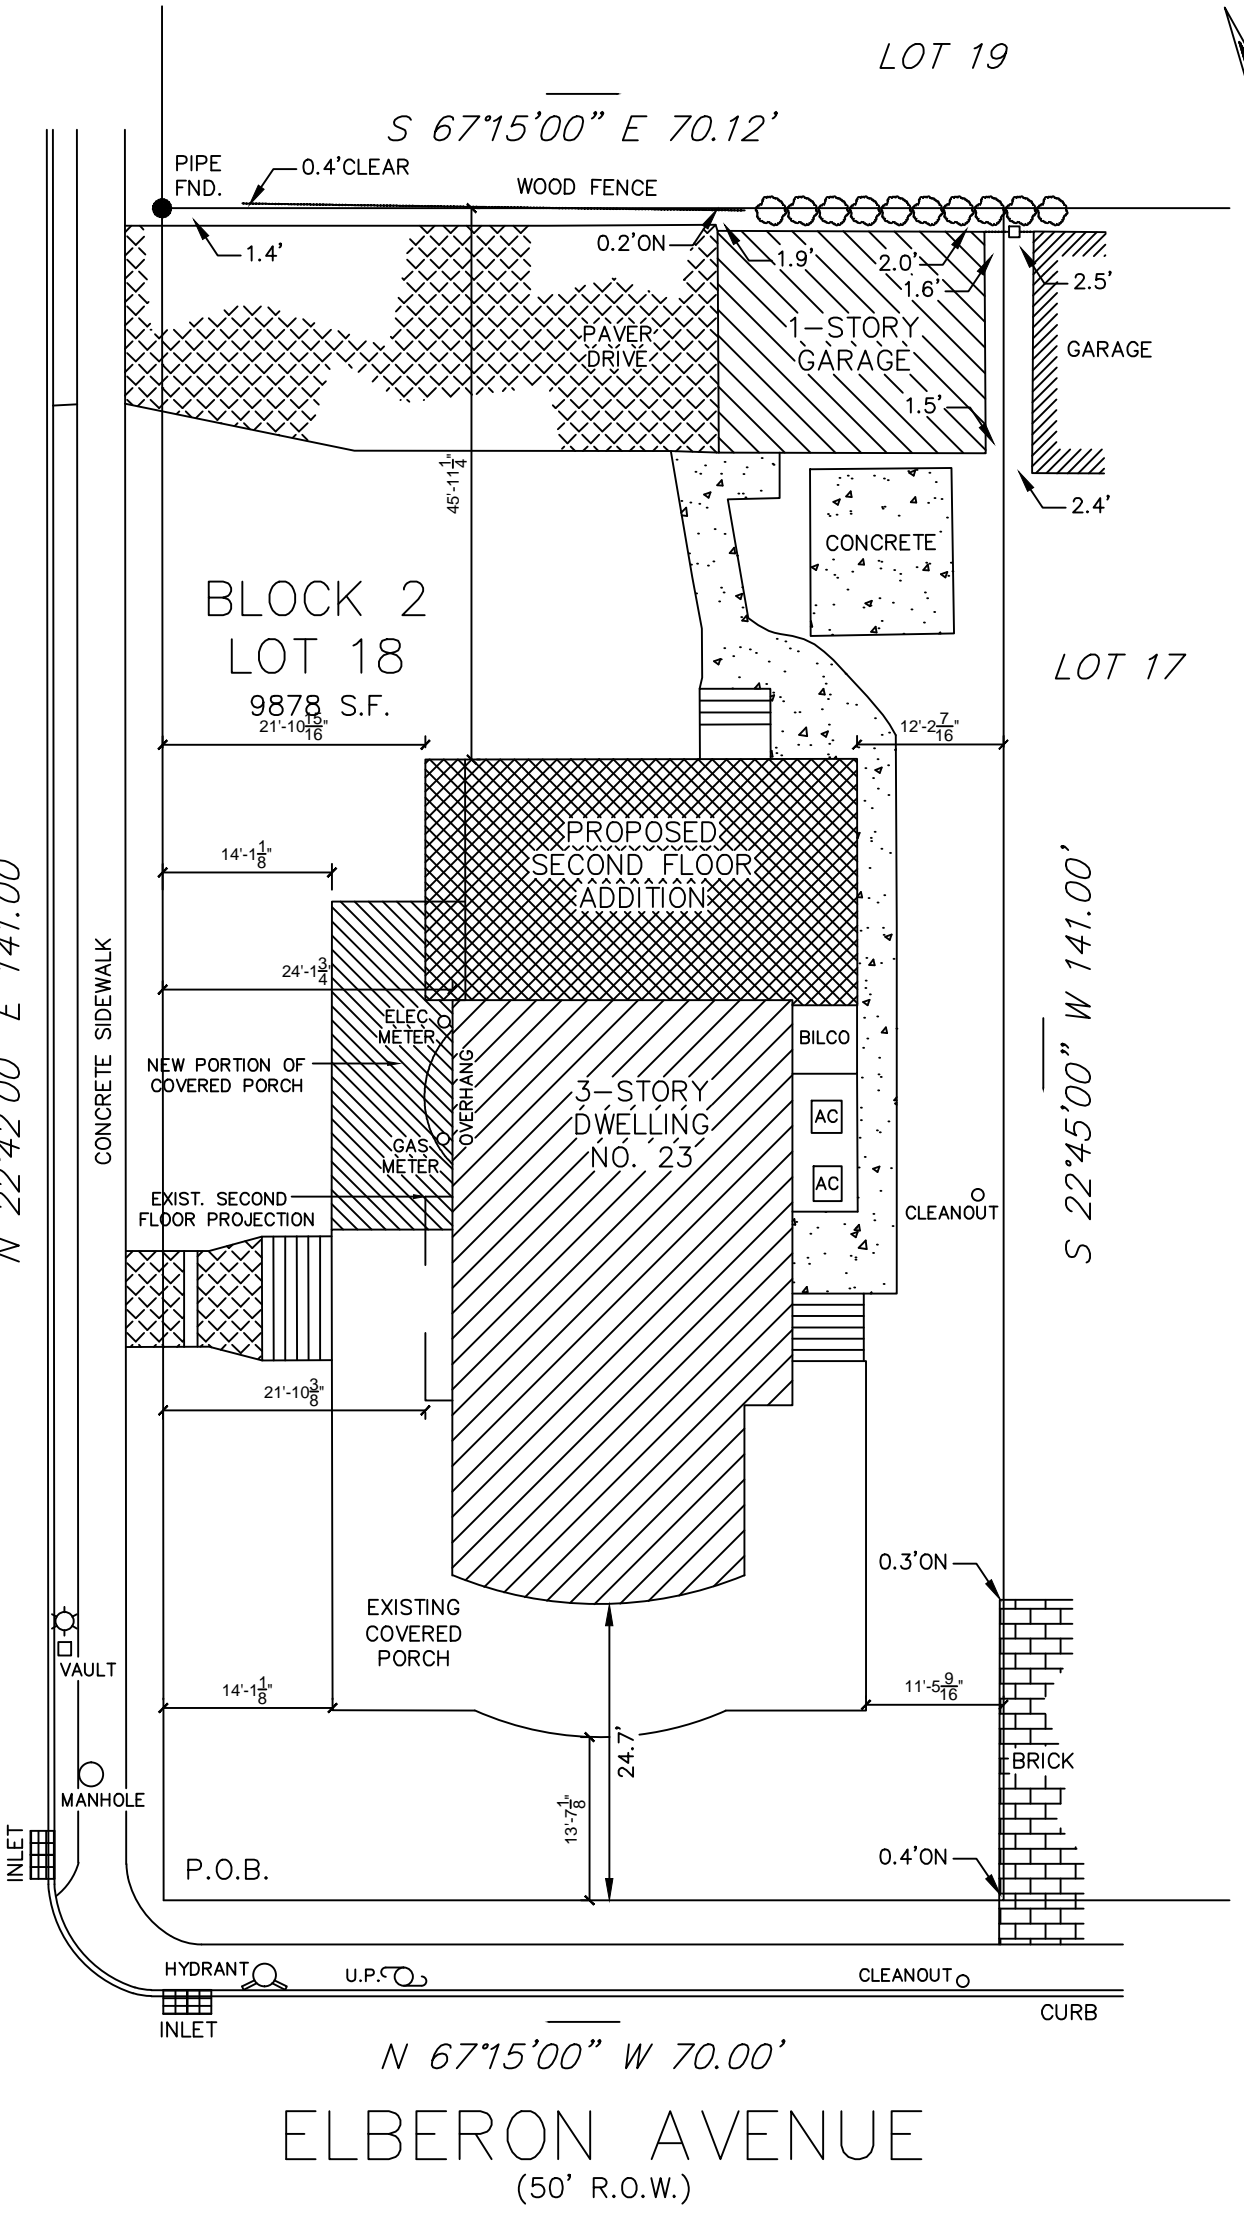 LOT 19
S 67°15'00" E 70.12'
PIPE
FND.
0.4'CLEAR
WOOD FENCE
1.4'
0.2'ON
1.9'
2.0'
1.6'
2.5'
PAVER
DRIVE
1-STORY
GARAGE
GARAGE
1.5'
2.4'
45'-11 1/4"
CONCRETE
BLOCK 2
LOT 18
9878 S.F.
LOT 17
21'-10 15/16"
12'-2 7/16"
PROPOSED
SECOND FLOOR
ADDITION
14'-1 1/8"
24'-1 3/4"
N 22°42'00" E 141.00'
CONCRETE SIDEWALK
S 22°45'00" W 141.00'
ELEC
METER
OVERHANG
BILCO
NEW PORTION OF
COVERED PORCH
3-STORY
DWELLING
NO. 23
AC
AC
GAS
METER
EXIST. SECOND
FLOOR PROJECTION
CLEANOUT
21'-10 3/8"
0.3'ON
EXISTING
COVERED
PORCH
VAULT
14'-1 1/8"
11'-5 9/16"
24.7'
BRICK
MANHOLE
13'-7 1/8"
INLET
P.O.B.
0.4'ON
HYDRANT
U.P.
CLEANOUT
CURB
INLET
N 67°15'00" W 70.00'
ELBERON AVENUE
(50' R.O.W.)